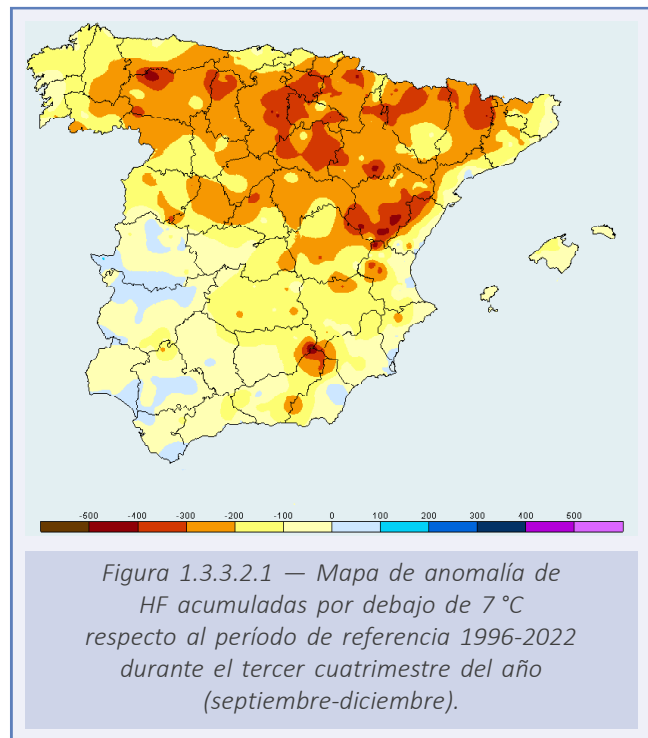 -500 -400 -300 -200 -100 0 100 200 300 400 500
Figura 1.3.3.2.1 — Mapa de anomalía de
HF acumuladas por debajo de 7 °C
respecto al período de referencia 1996-2022
durante el tercer cuatrimestre del año
(septiembre-diciembre).